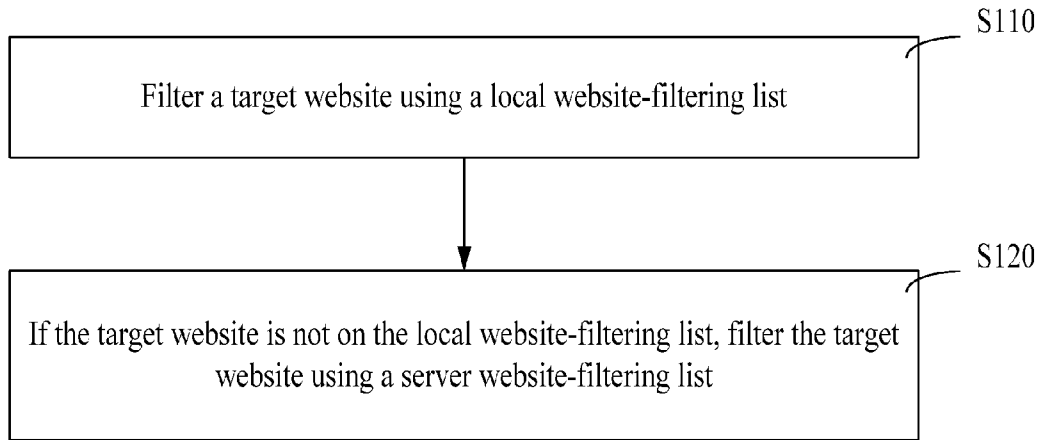 S110
Filter a target website using a local website-filtering list
S120
If the target website is not on the local website-filtering list, filter the target
website using a server website-filtering list